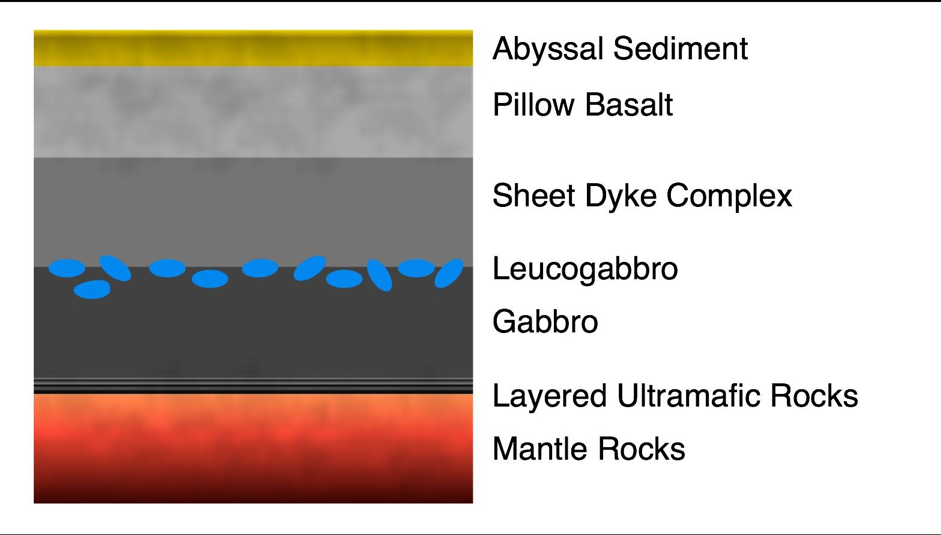 Abyssal Sediment
Pillow Basalt
Sheet Dyke Complex
Leucogabbro
Gabbro
Layered Ultramafic Rocks
Mantle Rocks